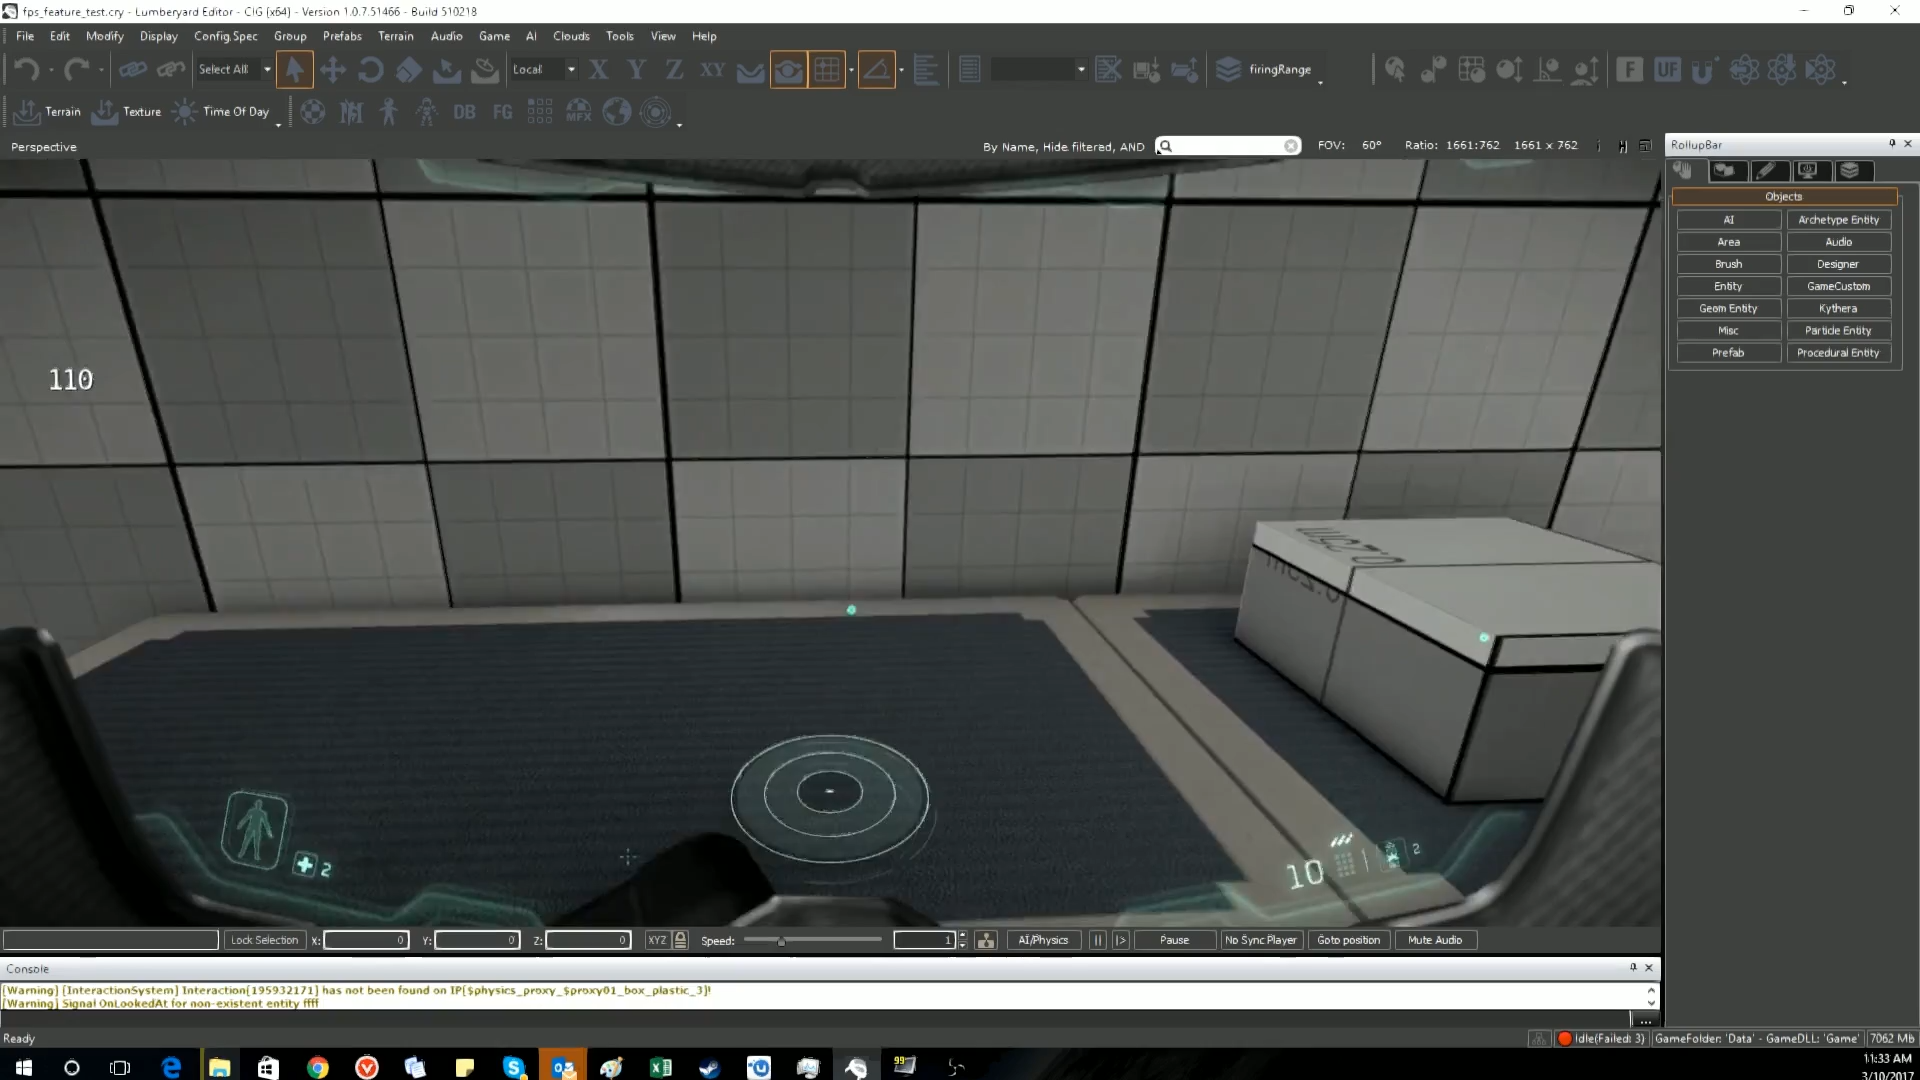 fps_feature_test.cry - Lumberyard Editor - CIG (x64) - Version 1.0.7.51466 - Build 510218
File Edit Modify Display Config Spec Group Prefabs Terrain Audio Game AI Clouds Tools View Help
Select All Local X Y Z XY firingRange F UF
Terrain Texture Time Of Day DB FG MFX
Perspective By Name, Hide filtered, AND FOV: 60° Ratio: 1661:762 1661 x 762
RollupBar
Objects
AI Archetype Entity
Area Audio
Brush Designer
Entity GameCustom
Geom Entity Kythera
Misc Particle Entity
Prefab Procedural Entity
110
0.25m
0.25m
2
10 2
Lock Selection X: 0 Y: 0 Z: 0 XYZ Speed: 1 AI/Physics Pause No Sync Player Goto position Mute Audio
Console
[Warning] [InteractionSystem] Interaction[195932171] has not been found on IP[$physics_proxy_$proxy01_box_plastic_3]!
[Warning] Signal OnLookedAt for non-existent entity ffff
...
Ready Idle(Failed: 3) GameFolder: 'Data' - GameDLL: 'Game' 7062 Mb
99
11:33 AM
3/10/2017